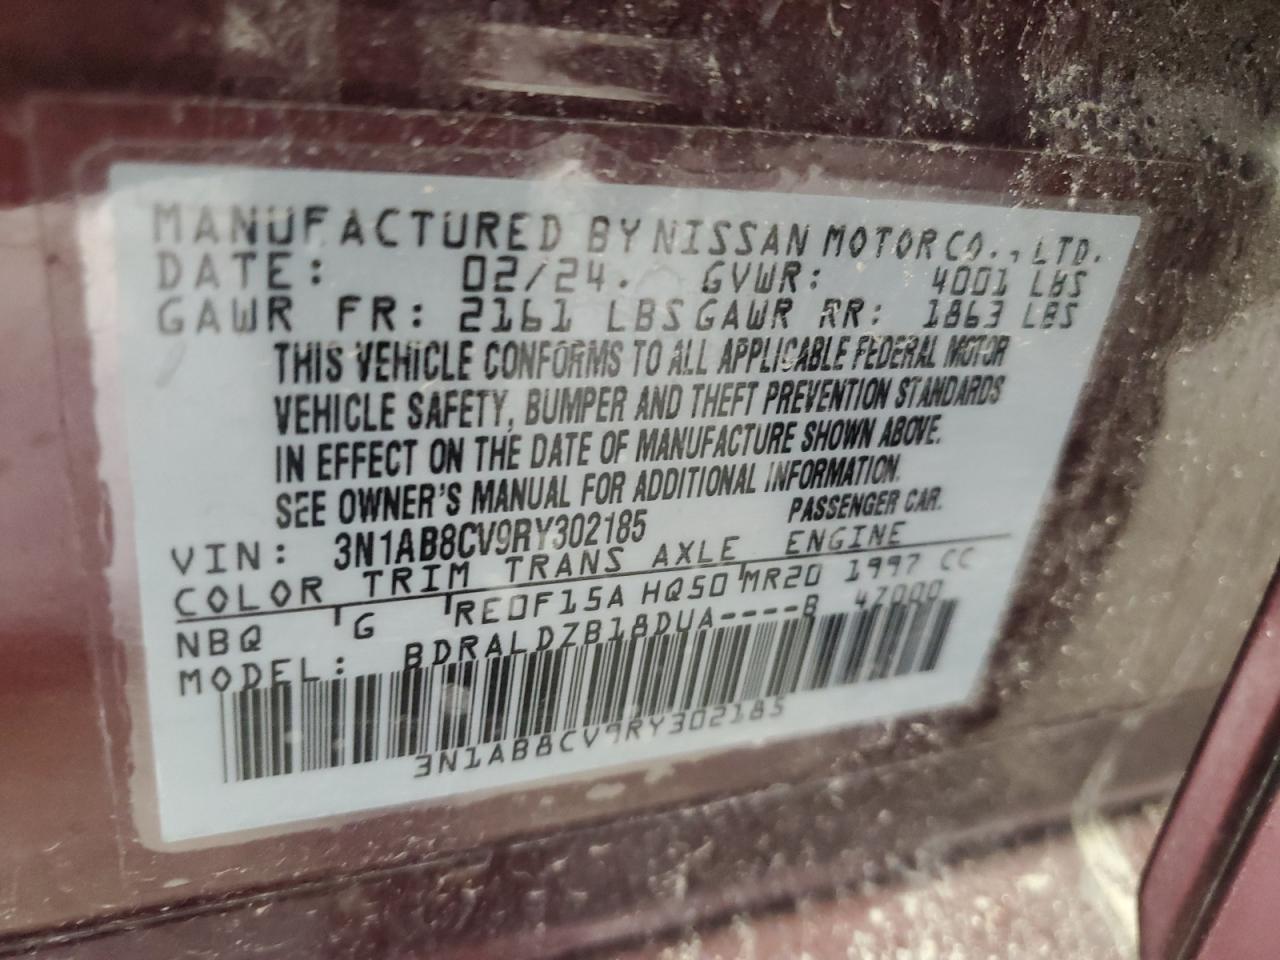 MANUFACTURED BY NISSAN MOTOR CO., LTD.
DATE: 02/24. GVWR: 4001 LBS
GAWR FR: 2161 LBS GAWR RR: 1863 LBS
THIS VEHICLE CONFORMS TO ALL APPLICABLE FEDERAL MOTOR
VEHICLE SAFETY, BUMPER AND THEFT PREVENTION STANDARDS
IN EFFECT ON THE DATE OF MANUFACTURE SHOWN ABOVE.
SEE OWNER'S MANUAL FOR ADDITIONAL INFORMATION.
VIN: 3N1AB8CV9RY302185 PASSENGER CAR.
COLOR TRIM TRANS AXLE ENGINE
NBQ G RE0F15A HQ50 MR20 1997 CC
MODEL: BDRALDZB18DUA----B 47000
3N1AB8CV9RY302185